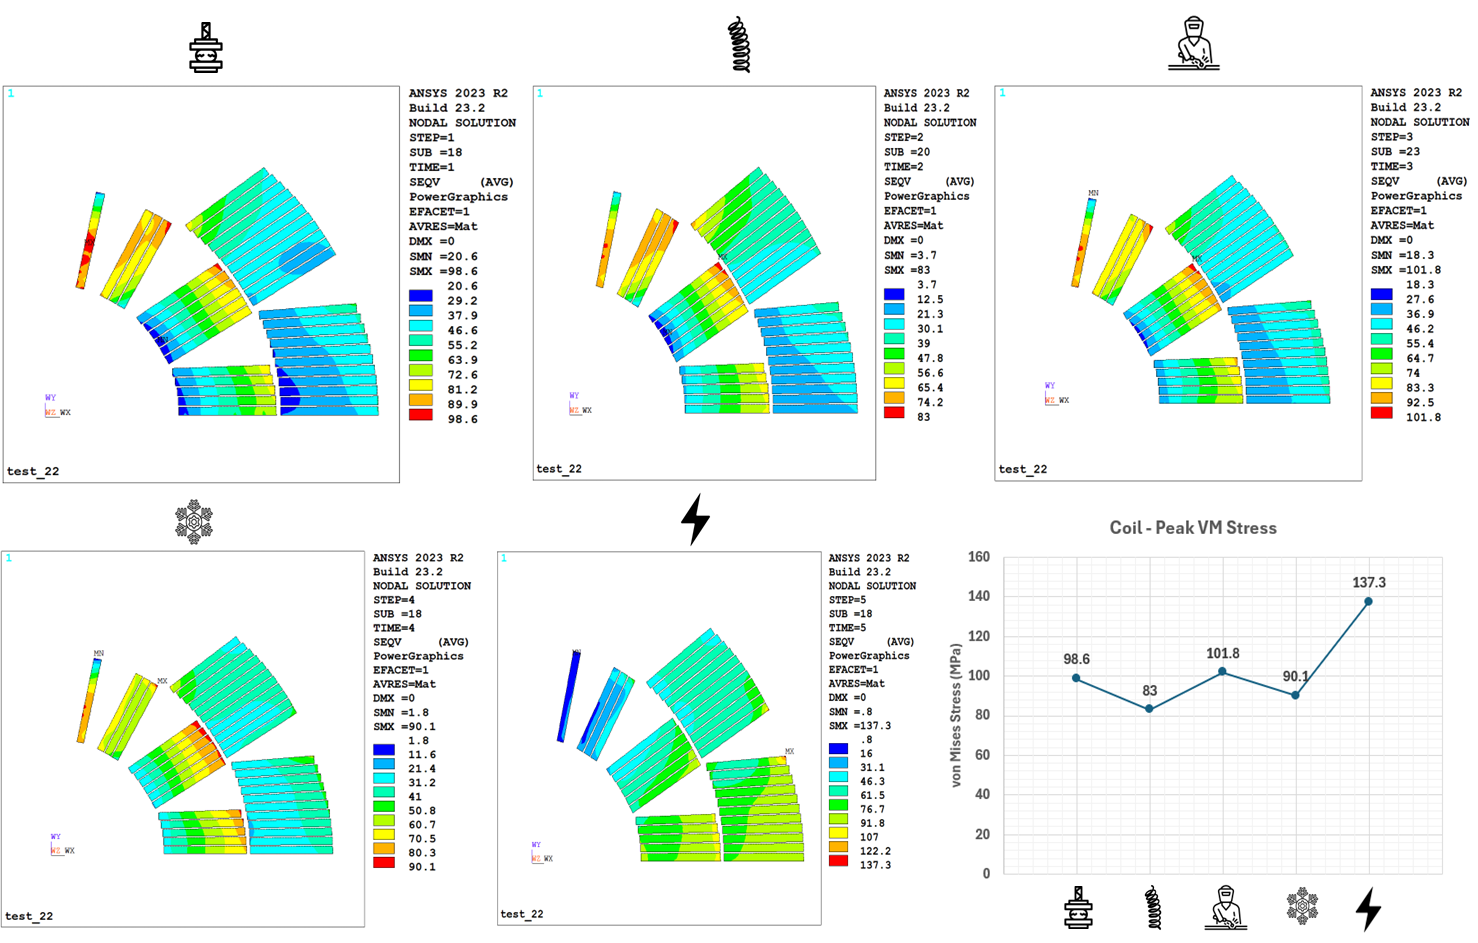 1
ANSYS 2023 R2
Build 23.2
NODAL SOLUTION
STEP=1
SUB =18
TIME=1
SEQV (AVG)
PowerGraphics
EFACET=1
AVRES=Mat
DMX =0
SMN =20.6
SMX =98.6
20.6
29.2
37.9
46.6
55.2
63.9
72.6
81.2
89.9
98.6
MX
MN
WY
WZ WX
test_22
1
ANSYS 2023 R2
Build 23.2
NODAL SOLUTION
STEP=2
SUB =20
TIME=2
SEQV (AVG)
PowerGraphics
EFACET=1
AVRES=Mat
DMX =0
SMN =3.7
SMX =83
3.7
12.5
21.3
30.1
39
47.8
56.6
65.4
74.2
83
MX
WY
WZ WX
test_22
1
ANSYS 2023 R2
Build 23.2
NODAL SOLUTION
STEP=3
SUB =23
TIME=3
SEQV (AVG)
PowerGraphics
EFACET=1
AVRES=Mat
DMX =0
SMN =18.3
SMX =101.8
18.3
27.6
36.9
46.2
55.4
64.7
74
83.3
92.5
101.8
MN
MX
WY
WZ WX
test_22
1
ANSYS 2023 R2
Build 23.2
NODAL SOLUTION
STEP=4
SUB =18
TIME=4
SEQV (AVG)
PowerGraphics
EFACET=1
AVRES=Mat
DMX =0
SMN =1.8
SMX =90.1
1.8
11.6
21.4
31.2
41
50.8
60.7
70.5
80.3
90.1
MN
MX
WY
WZ WX
test_22
1
ANSYS 2023 R2
Build 23.2
NODAL SOLUTION
STEP=5
SUB =18
TIME=5
SEQV (AVG)
PowerGraphics
EFACET=1
AVRES=Mat
DMX =0
SMN =.8
SMX =137.3
.8
16
31.1
46.3
61.5
76.7
91.8
107
122.2
137.3
MN
MX
WY
WZ WX
test_22
Coil - Peak VM Stress
von Mises Stress (MPa)
160
140
120
100
80
60
40
20
0
98.6
83
101.8
90.1
137.3